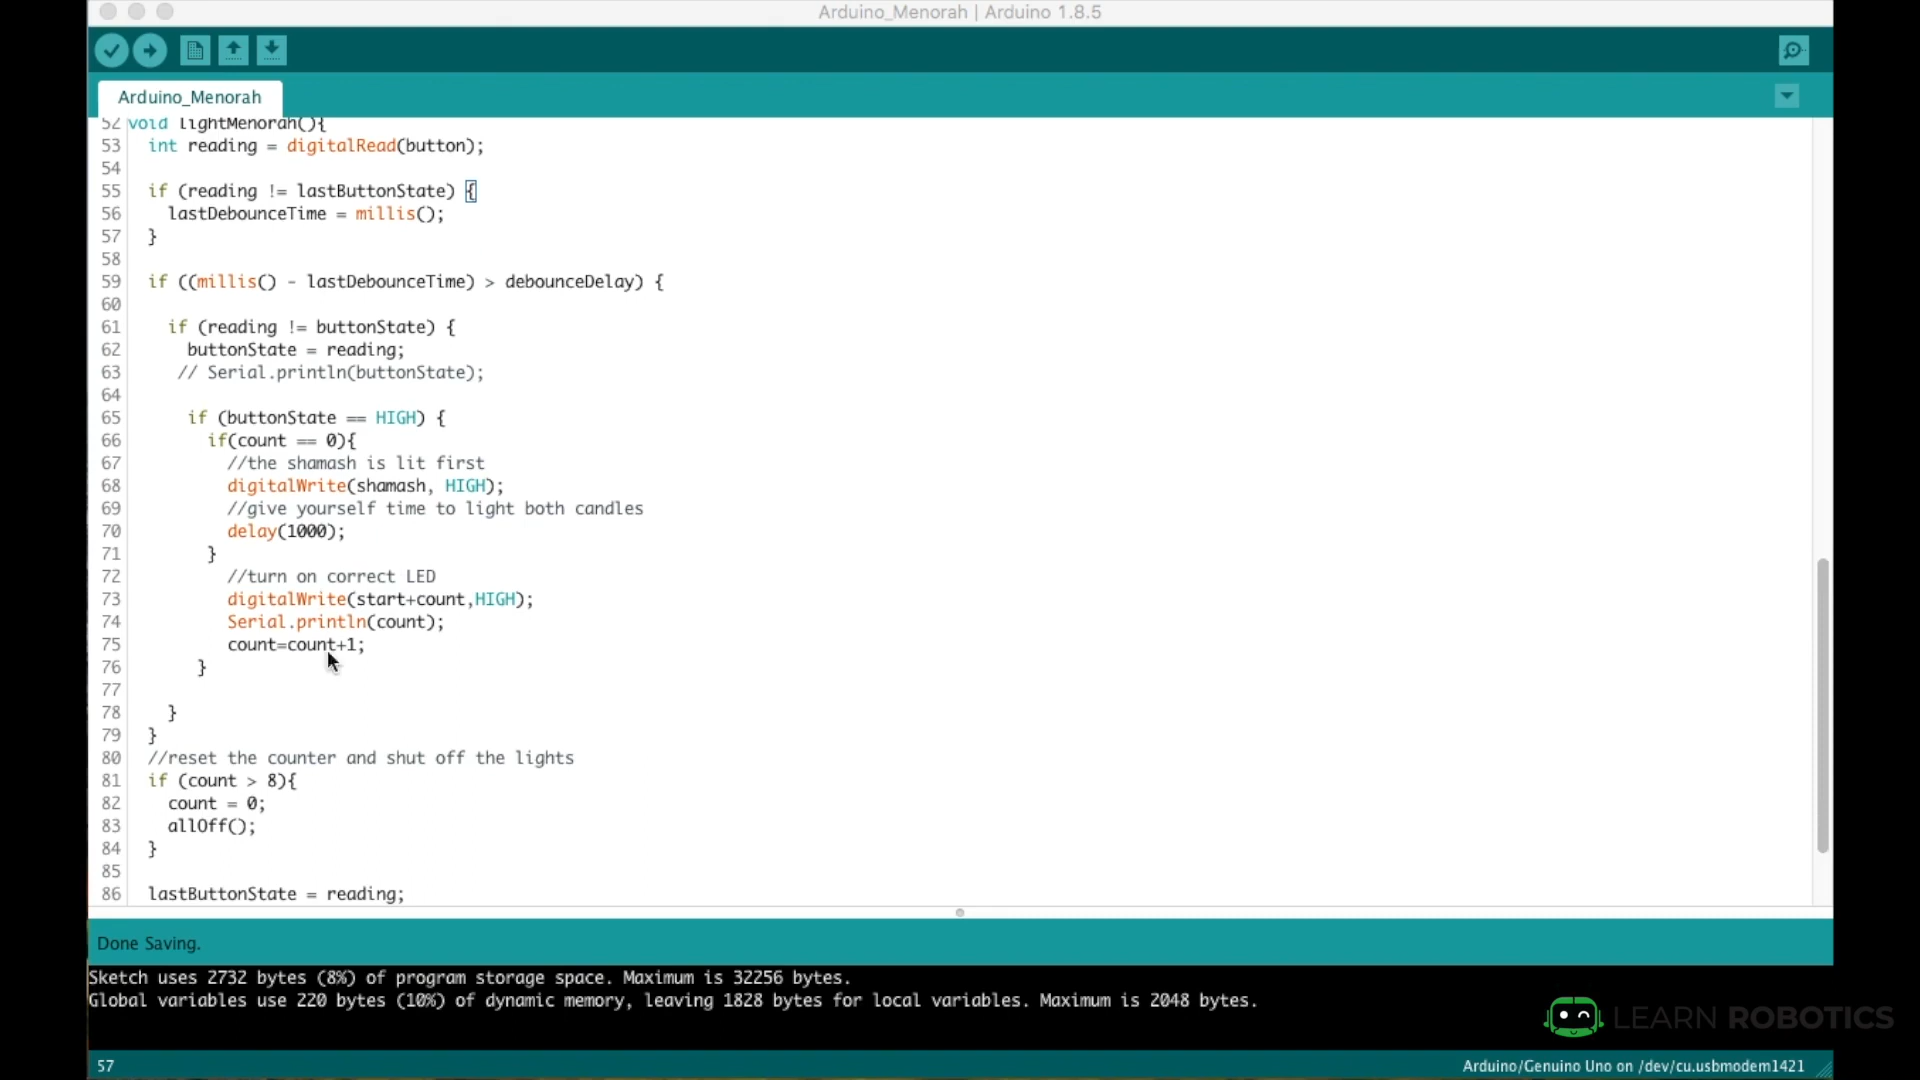 Arduino_Menorah | Arduino 1.8.5
Arduino_Menorah
52 void lightMenorah(){
53 int reading = digitalRead(button);
54
55 if (reading != lastButtonState) {
56 lastDebounceTime = millis();
57 }
58
59 if ((millis() - lastDebounceTime) > debounceDelay) {
60
61 if (reading != buttonState) {
62 buttonState = reading;
63 // Serial.println(buttonState);
64
65 if (buttonState == HIGH) {
66 if(count == 0){
67 //the shamash is lit first
68 digitalWrite(shamash, HIGH);
69 //give yourself time to light both candles
70 delay(1000);
71 }
72 //turn on correct LED
73 digitalWrite(start+count,HIGH);
74 Serial.println(count);
75 count=count+1;
76 }
77
78 }
79 }
80 //reset the counter and shut off the lights
81 if (count > 8){
82 count = 0;
83 allOff();
84 }
85
86 lastButtonState = reading;
Done Saving.
Sketch uses 2732 bytes (8%) of program storage space. Maximum is 32256 bytes.
Global variables use 220 bytes (10%) of dynamic memory, leaving 1828 bytes for local variables. Maximum is 2048 bytes.
LEARN ROBOTICS
57
Arduino/Genuino Uno on /dev/cu.usbmodem1421